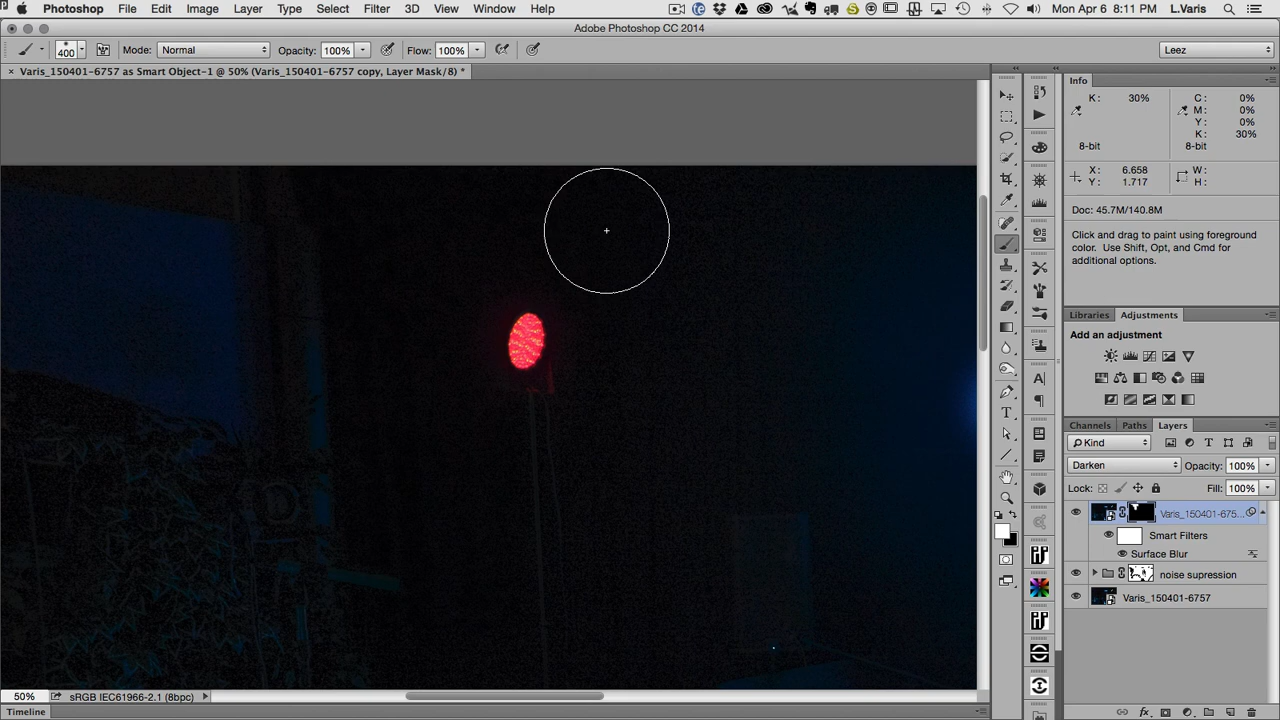 Photoshop File Edit Image Layer Type Select Filter 3D View Window Help Mon Apr 6 8:11 PM L.Varis
Adobe Photoshop CC 2014
400 Mode: Normal Opacity: 100% Flow: 100% Leez
× Varis_150401-6757 as Smart Object-1 @ 50% (Varis_150401-6757 copy, Layer Mask/8) *
Info
K: 30% C: 0%
M: 0%
Y: 0%
K: 30%
8-bit 8-bit
X: 6.658 W:
Y: 1.717 H:
Doc: 45.7M/140.8M
Click and drag to paint using foreground
color. Use Shift, Opt, and Cmd for
additional options.
Libraries Adjustments
Add an adjustment
Channels Paths Layers
Kind
Darken Opacity: 100%
Lock: Fill: 100%
Varis_150401-675...
Smart Filters
Surface Blur
noise supression
Varis_150401-6757
50% sRGB IEC61966-2.1 (8bpc)
Timeline